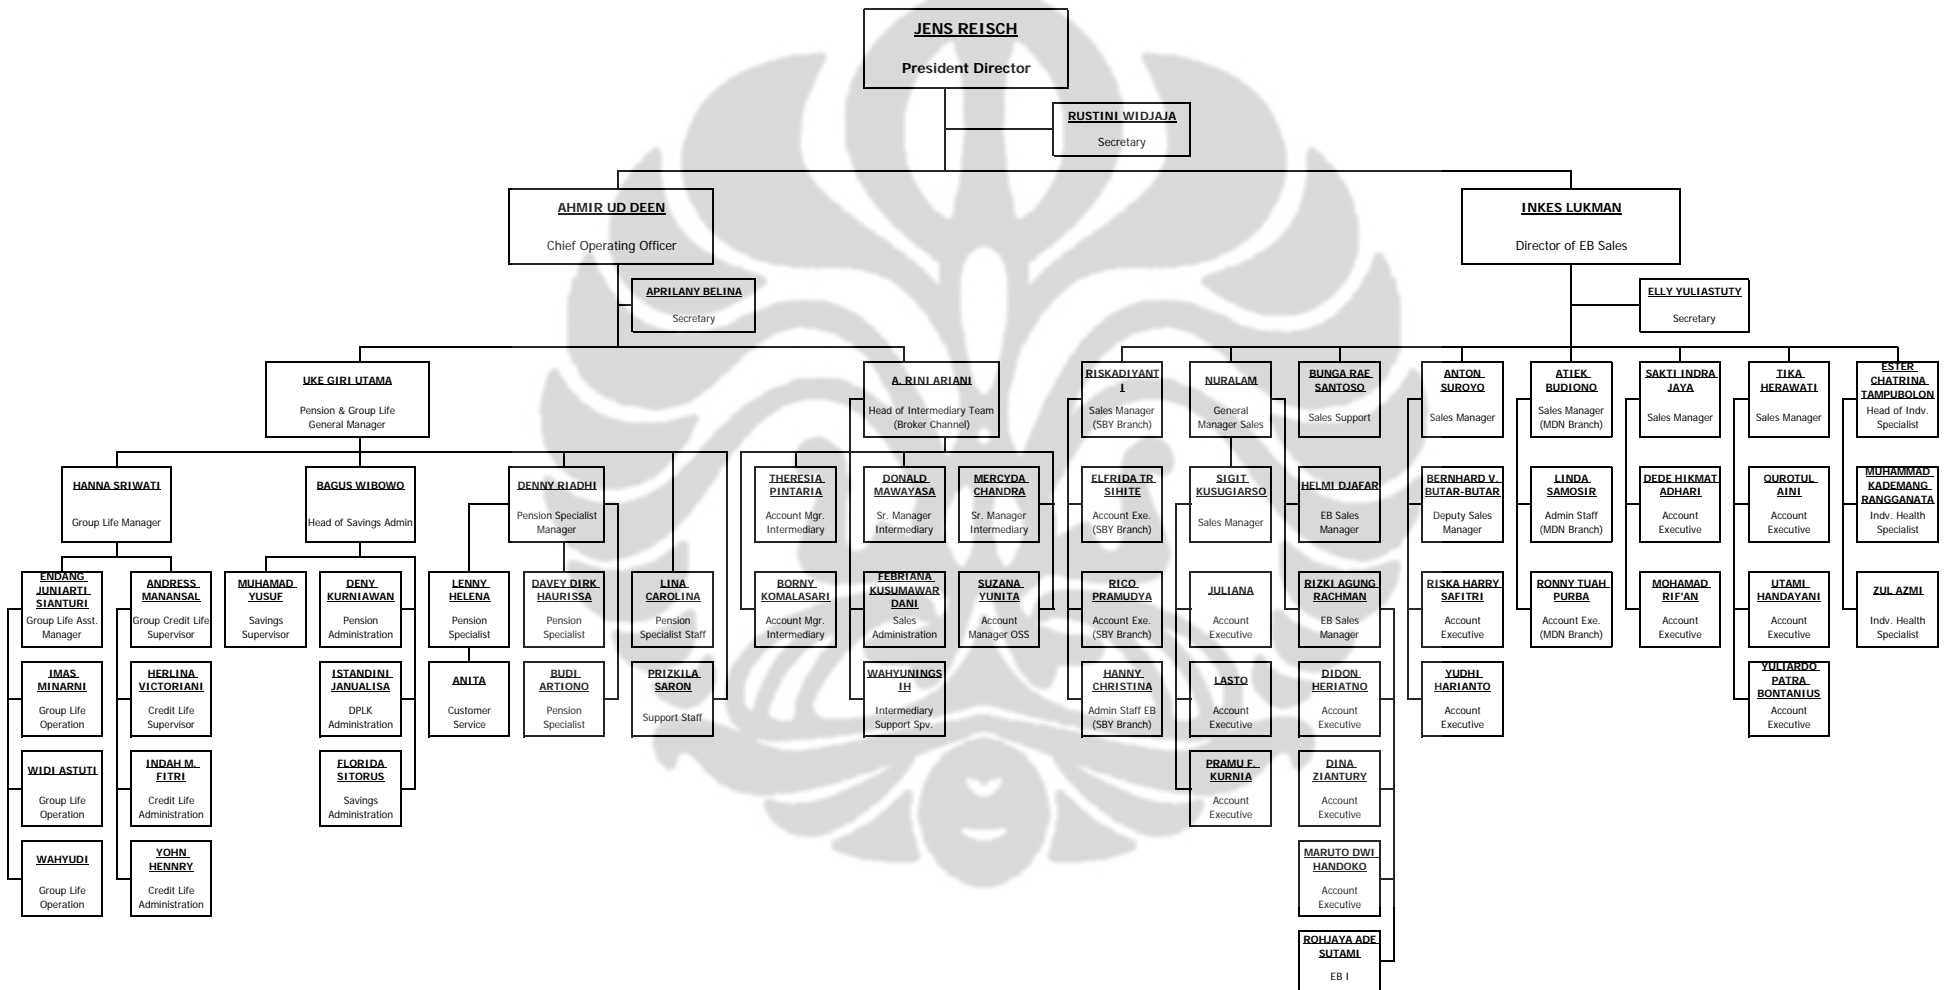 JENS REISCH
President Director
RUSTINI WIDJAJA
Secretary
AHMIR UD DEEN
Chief Operating Officer
INKES LUKMAN
Director of EB Sales
APRILANY BELINA
Secretary
ELLY YULIASTUTY
Secretary
UKE GIRI UTAMA
Pension & Group Life
General Manager
A. RINI ARIANI
Head of Intermediary Team
(Broker Channel)
RISKADIYANT
I
Sales Manager
(SBY Branch)
NURALAM
General
Manager Sales
BUNGA RAE
SANTOSO
Sales Support
ANTON
SUROYO
Sales Manager
ATIEK
BUDIONO
Sales Manager
(MDN Branch)
SAKTI INDRA
JAYA
Sales Manager
TIKA
HERAWATI
Sales Manager
ESTER
CHATRINA
TAMPUBOLON
Head of Indv.
Specialist
HANNA SRIWATI
Group Life Manager
BAGUS WIBOWO
Head of Savings Admin
DENNY RIADHI
Pension Specialist
Manager
THERESIA
PINTARIA
Account Mgr.
Intermediary
DONALD
MAWAYASA
Sr. Manager
Intermediary
MERCYDA
CHANDRA
Sr. Manager
Intermediary
ELFRIDA TR
SIHITE
Account Exe.
(SBY Branch)
SIGIT
KUSUGIARSO
Sales Manager
HELMI DJAFAR
EB Sales
Manager
BERNHARD V.
BUTAR-BUTAR
Deputy Sales
Manager
LINDA
SAMOSIR
Admin Staff
(MDN Branch)
DEDE HIKMAT
ADHARI
Account
Executive
QUROTUL
AINI
Account
Executive
MUHAMMAD
KADEMANG
RANGGANATA
Indv. Health
Specialist
ENDANG
JUNIARTI
SIANTURI
Group Life Asst.
Manager
ANDRESS
MANANSAL
Group Credit Life
Supervisor
MUHAMAD
YUSUF
Savings
Supervisor
DENY
KURNIAWAN
Pension
Administration
LENNY
HELENA
Pension
Specialist
DAVEY DIRK
HAURISSA
Pension
Specialist
LINA
CAROLINA
Pension
Specialist Staff
BORNY
KOMALASARI
Account Mgr.
Intermediary
FEBRIANA
KUSUMAWAR
DANI
Sales
Administration
SUZANA
YUNITA
Account
Manager OSS
RICO
PRAMUDYA
Account Exe.
(SBY Branch)
JULIANA
Account
Executive
RIZKI AGUNG
RACHMAN
EB Sales
Manager
RISKA HARRY
SAFITRI
Account
Executive
RONNY TUAH
PURBA
Account Exe.
(MDN Branch)
MOHAMAD
RIF'AN
Account
Executive
UTAMI
HANDAYANI
Account
Executive
ZUL AZMI
Indv. Health
Specialist
IMAS
MINARNI
Group Life
Operation
HERLINA
VICTORIANI
Credit Life
Supervisor
ISTANDINI
JANUALISA
DPLK
Administration
ANITA
Customer
Service
BUDI
ARTIONO
Pension
Specialist
PRIZKILA
SARON
Support Staff
WAHYUNINGS
IH
Intermediary
Support Spv.
HANNY
CHRISTINA
Admin Staff EB
(SBY Branch)
LASTO
Account
Executive
DIDON
HERIATNO
Account
Executive
YUDHI
HARIANTO
Account
Executive
YULIARDO
PATRA
BONTANIUS
Account
Executive
WIDI ASTUTI
Group Life
Operation
INDAH M.
FITRI
Credit Life
Administration
FLORIDA
SITORUS
Savings
Administration
PRAMU F.
KURNIA
Account
Executive
DINA
ZIANTURY
Account
Executive
WAHYUDI
Group Life
Operation
YOHN
HENNRY
Credit Life
Administration
MARUTO DWI
HANDOKO
Account
Executive
ROHJAYA ADE
SUTAMI
EB I